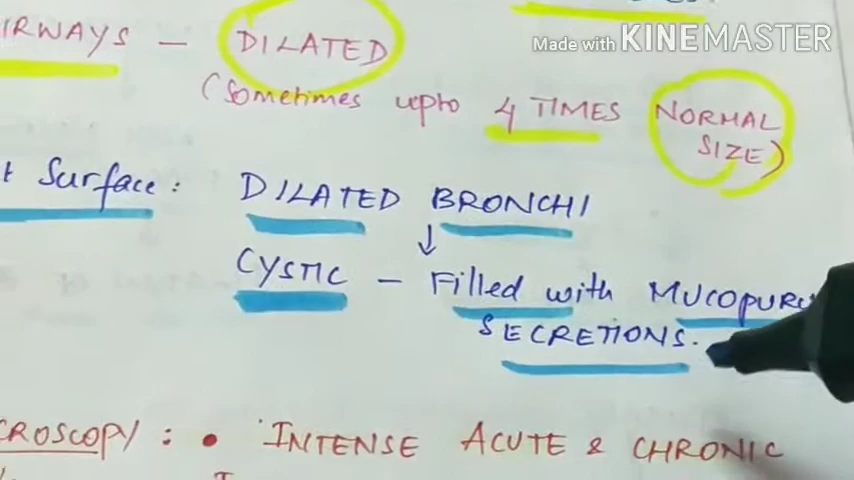 Made with KINEMASTER
IRWAYS – DILATED
(Sometimes upto 4 TIMES NORMAL
SIZE)
t Surface: DILATED BRONCHI
↓
CYSTIC – Filled with MUCOPURU
SECRETIONS.
CROSCOPY: • INTENSE ACUTE & CHRONIC